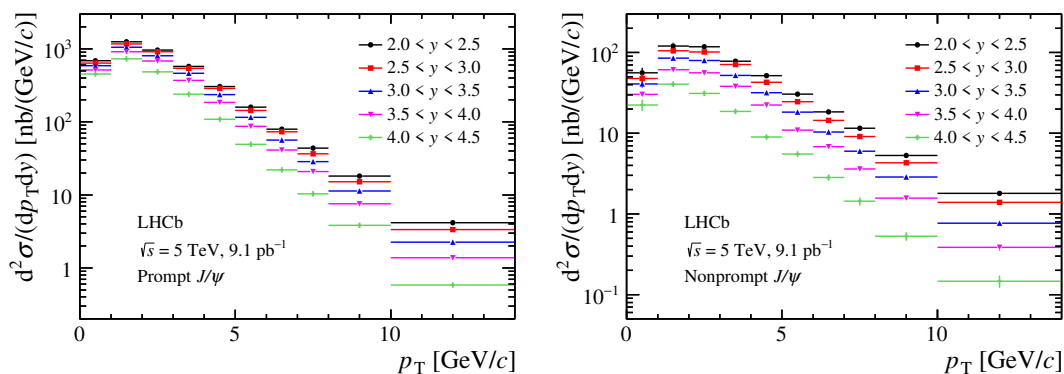 d²σ/(dp_T dy) [nb/(GeV/c)]
10³
10²
10
1
2.0 < y < 2.5
2.5 < y < 3.0
3.0 < y < 3.5
3.5 < y < 4.0
4.0 < y < 4.5
LHCb
√s = 5 TeV, 9.1 pb⁻¹
Prompt J/ψ
0 5 10
p_T [GeV/c]
d²σ/(dp_T dy) [nb/(GeV/c)]
10²
10
1
10⁻¹
2.0 < y < 2.5
2.5 < y < 3.0
3.0 < y < 3.5
3.5 < y < 4.0
4.0 < y < 4.5
LHCb
√s = 5 TeV, 9.1 pb⁻¹
Nonprompt J/ψ
0 5 10
p_T [GeV/c]